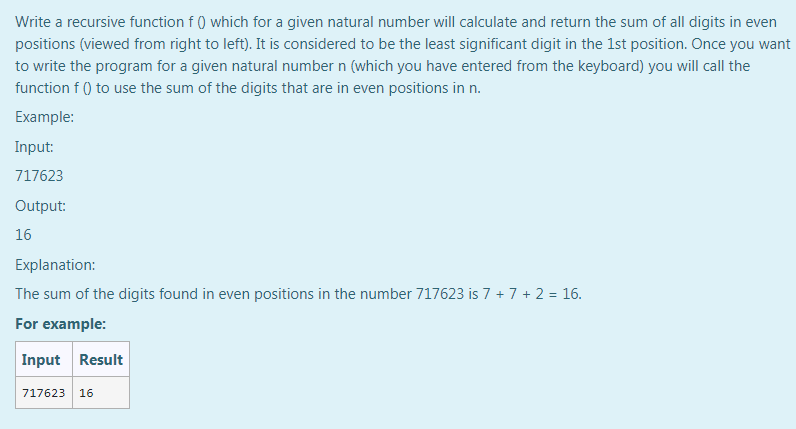 Write a recursive function f () which for a given natural number will calculate and return the sum of all digits in even
positions (viewed from right to left). It is considered to be the least significant digit in the 1st position. Once you want
to write the program for a given natural number n (which you have entered from the keyboard) you will call the
function f () to use the sum of the digits that are in even positions in n.
Example:
Input:
717623
Output:
16
Explanation:
The sum of the digits found in even positions in the number 717623 is 7 + 7 + 2 = 16.
For example:
Input Result
717623 16